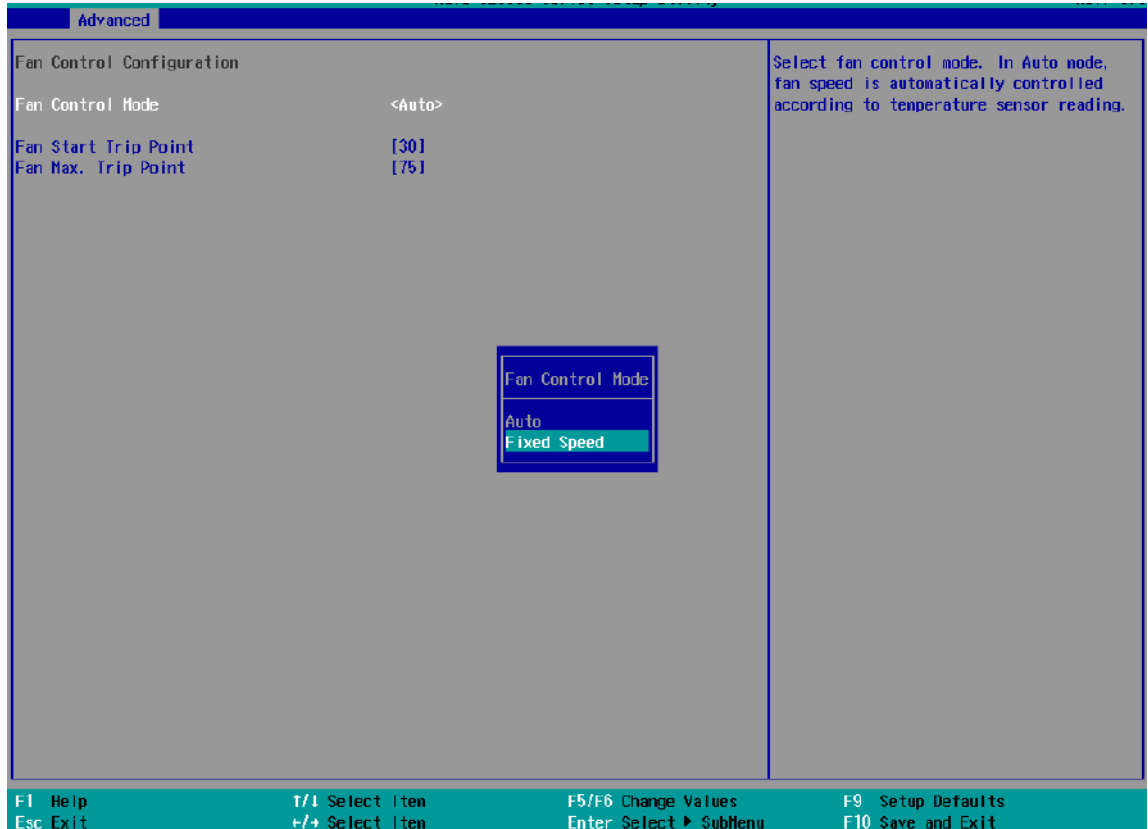 Advanced
Fan Control Configuration
Fan Control Mode <Auto>
Fan Start Trip Point [30]
Fan Max. Trip Point [75]
Select fan control mode. In Auto mode,
fan speed is automatically controlled
according to temperature sensor reading.
Fan Control Mode
Auto
Fixed Speed
F1 Help ↑/↓ Select Item F5/F6 Change Values F9 Setup Defaults
Esc Exit ←/→ Select Item Enter Select ▶ SubMenu F10 Save and Exit